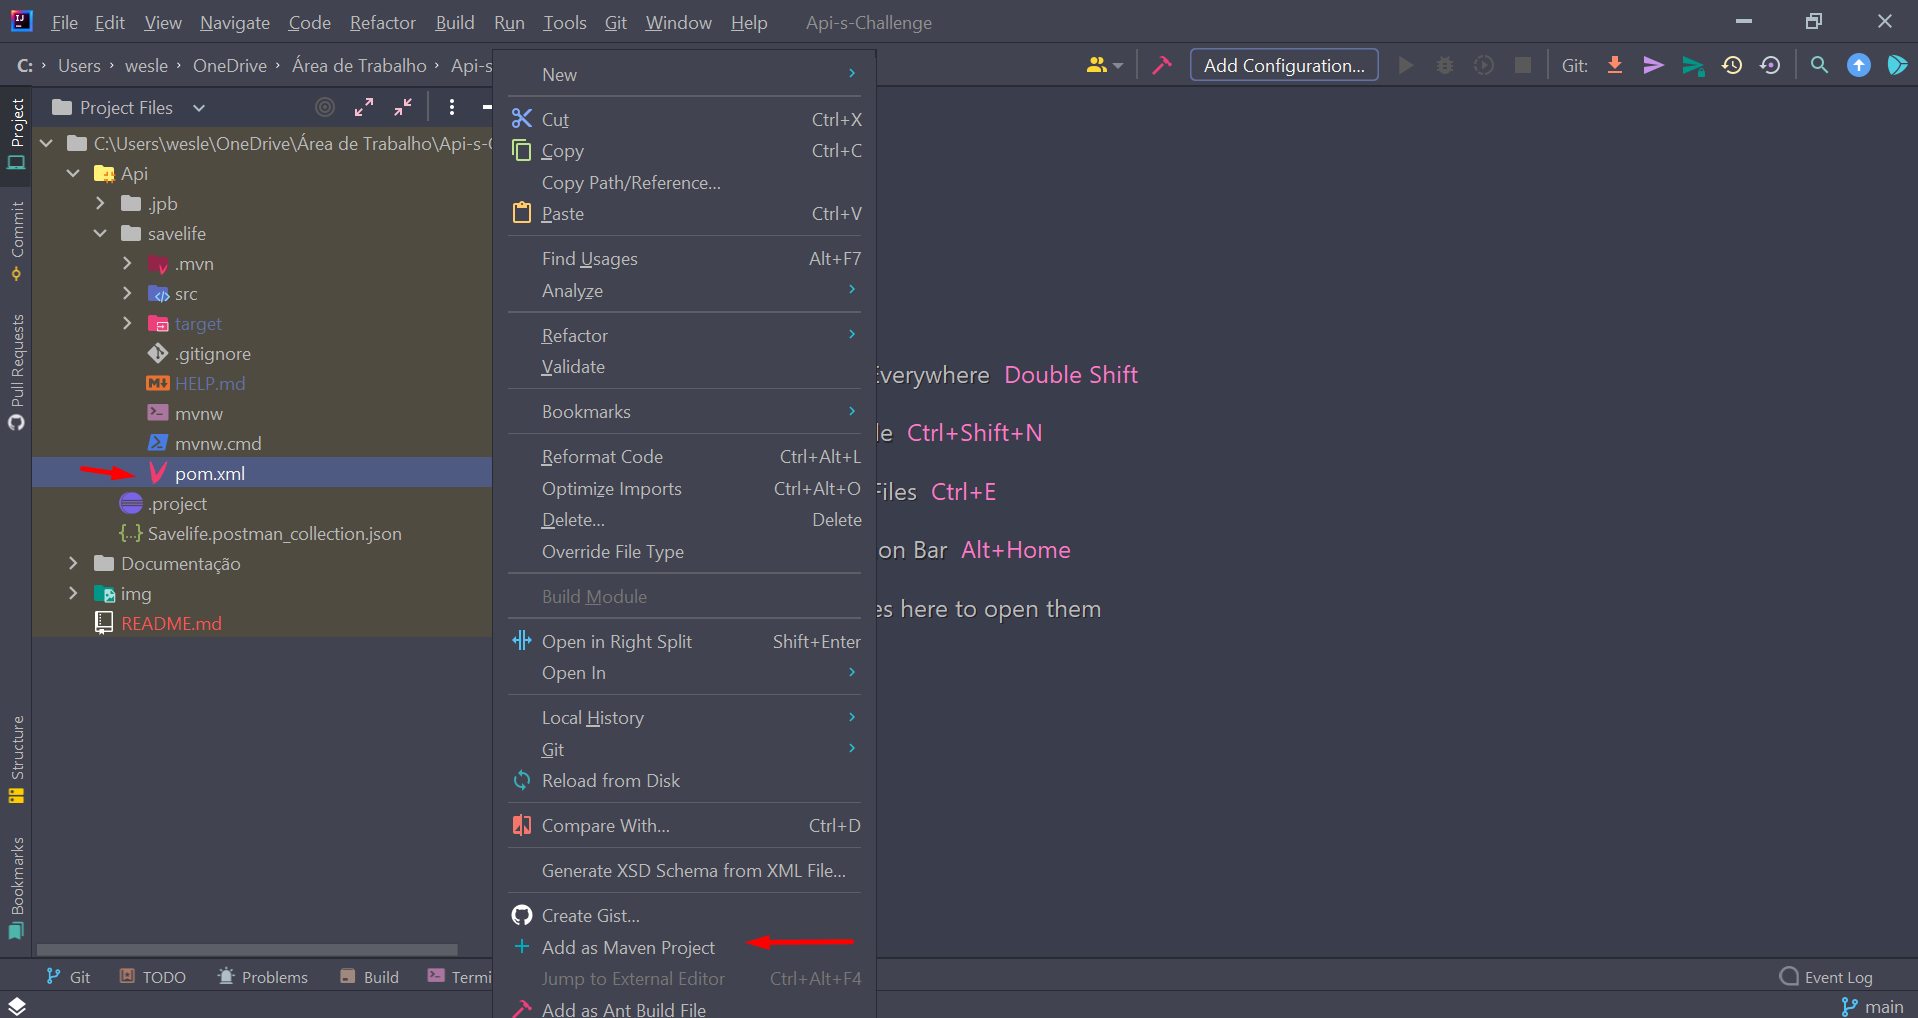 File Edit View Navigate Code Refactor Build Run Tools Git Window Help Api-s-Challenge
C: Users wesle OneDrive Área de Trabalho Api-s
Add Configuration... Git:
Project Files
C:\Users\wesle\OneDrive\Área de Trabalho\Api-s-
Api
.jpb
savelife
.mvn
src
target
.gitignore
HELP.md
mvnw
mvnw.cmd
pom.xml
.project
Savelife.postman_collection.json
Documentação
img
README.md
Project
Commit
Pull Requests
Structure
Bookmarks
New
Cut Ctrl+X
Copy Ctrl+C
Copy Path/Reference...
Paste Ctrl+V
Find Usages Alt+F7
Analyze
Refactor
Validate
Bookmarks
Reformat Code Ctrl+Alt+L
Optimize Imports Ctrl+Alt+O
Delete... Delete
Override File Type
Build Module
Open in Right Split Shift+Enter
Open In
Local History
Git
Reload from Disk
Compare With... Ctrl+D
Generate XSD Schema from XML File...
Create Gist...
Add as Maven Project
Jump to External Editor Ctrl+Alt+F4
Add as Ant Build File
Everywhere Double Shift
le Ctrl+Shift+N
Files Ctrl+E
on Bar Alt+Home
es here to open them
Git TODO Problems Build Termi
Event Log
main